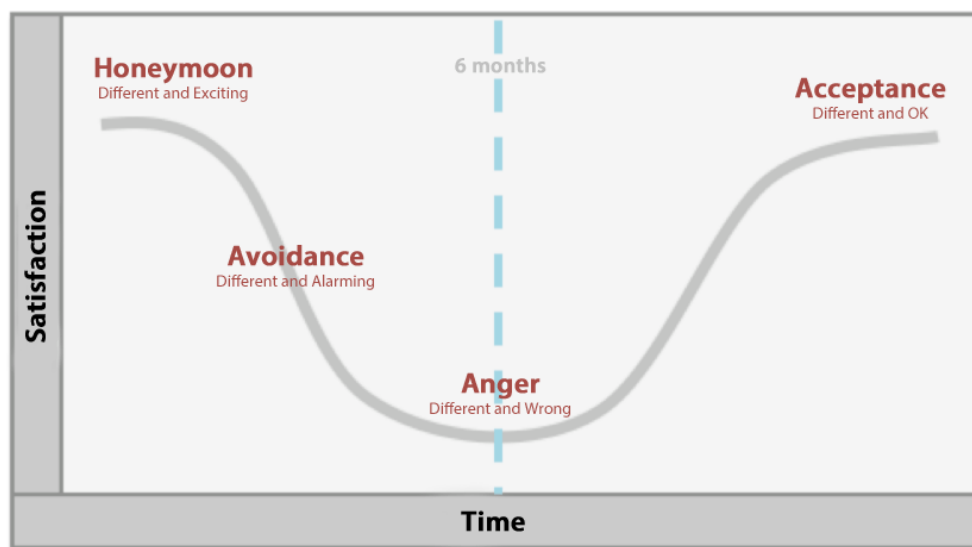 Honeymoon
Different and Exciting
6 months
Acceptance
Different and OK
Avoidance
Different and Alarming
Anger
Different and Wrong
Satisfaction
Time